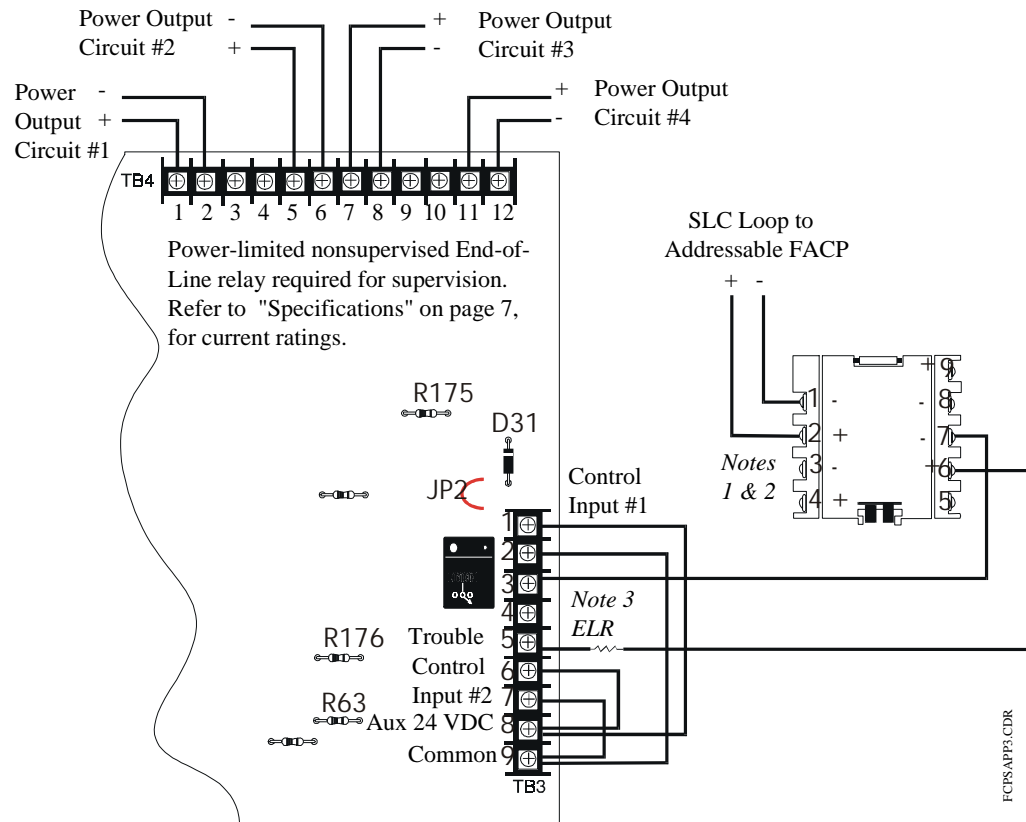 Power Output - + Power Output
Circuit #2 + - Circuit #3
Power - + Power Output
Output + - Circuit #4
Circuit #1
TB4
1 2 3 4 5 6 7 8 9 10 11 12
Power-limited nonsupervised End-of-
Line relay required for supervision.
Refer to "Specifications" on page 7,
for current ratings.
SLC Loop to
Addressable FACP
+ -
R175
D31
JP2
Control
Input #1
1
2
3
4
5
6
7
8
9
TB3
Note 3
ELR
R176
Trouble
Control
Input #2
R63
Aux 24 VDC
Common
Notes
1 & 2
1 -
2 +
3 -
4 +
+ 9
8
- 7
+6
5
FCPSAPP3.CDR